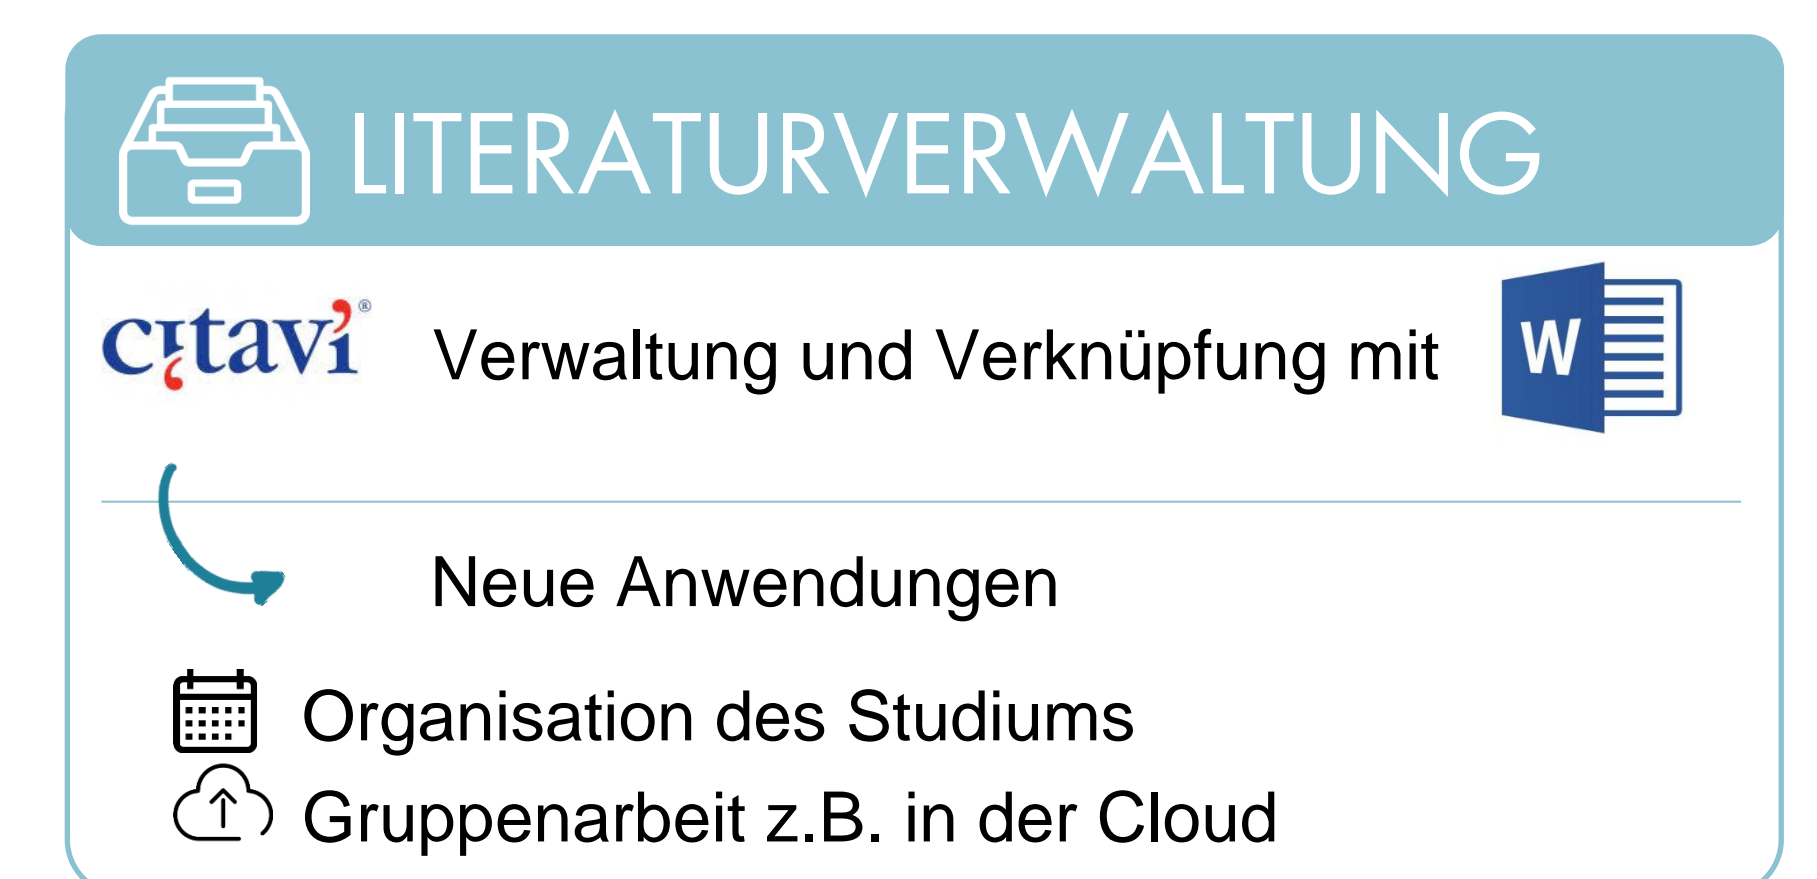 LITERATURVERWALTUNG
citavi® Verwaltung und Verknüpfung mit W
Neue Anwendungen
Organisation des Studiums
Gruppenarbeit z.B. in der Cloud